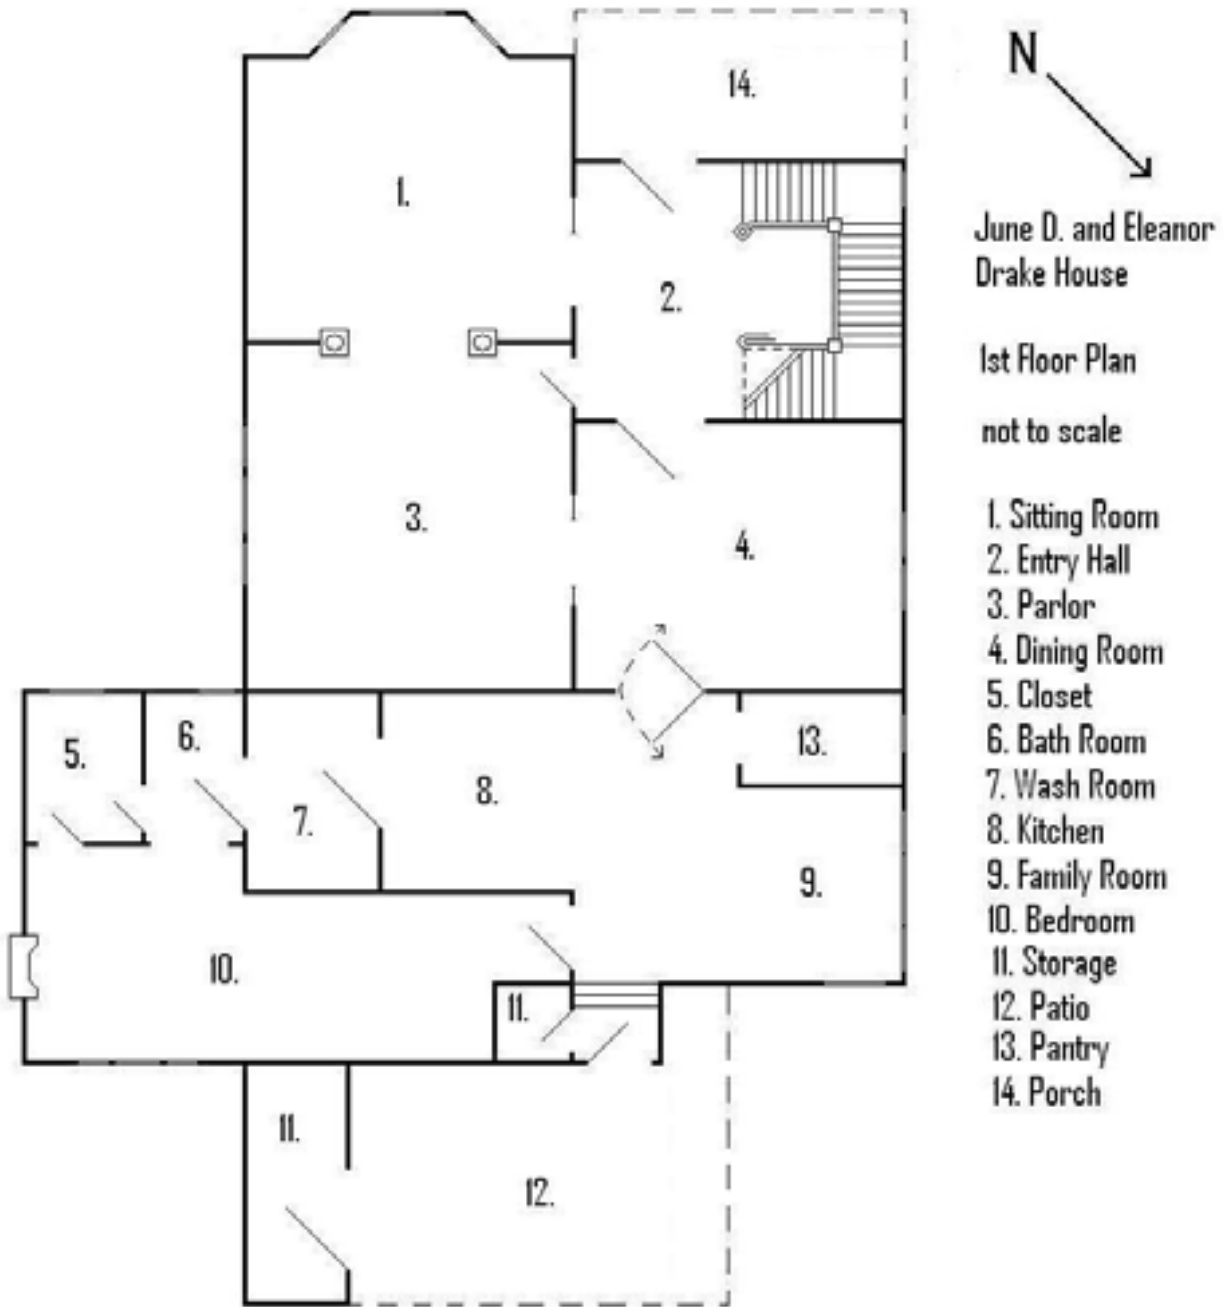 14.
N
1.
June D. and Eleanor
Drake House
2.
1st Floor Plan
not to scale
3.
4.
1. Sitting Room
2. Entry Hall
3. Parlor
4. Dining Room
5. Closet
6. Bath Room
7. Wash Room
8. Kitchen
9. Family Room
10. Bedroom
11. Storage
12. Patio
13. Pantry
14. Porch
5.
6.
13.
7.
8.
9.
10.
11.
11.
12.